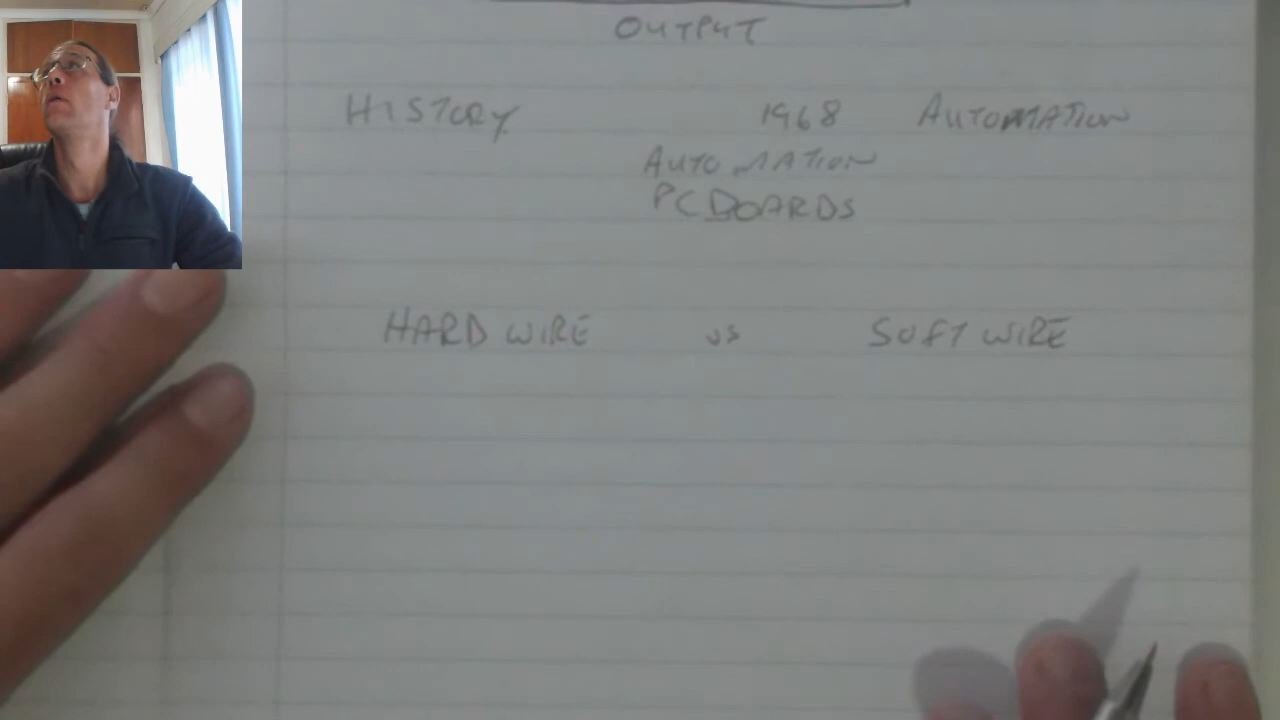 OUTPUT
HISTORY 1968 AUTOMATION
AUTOMATION
PC BOARDS
HARD WIRE vs SOFT WIRE